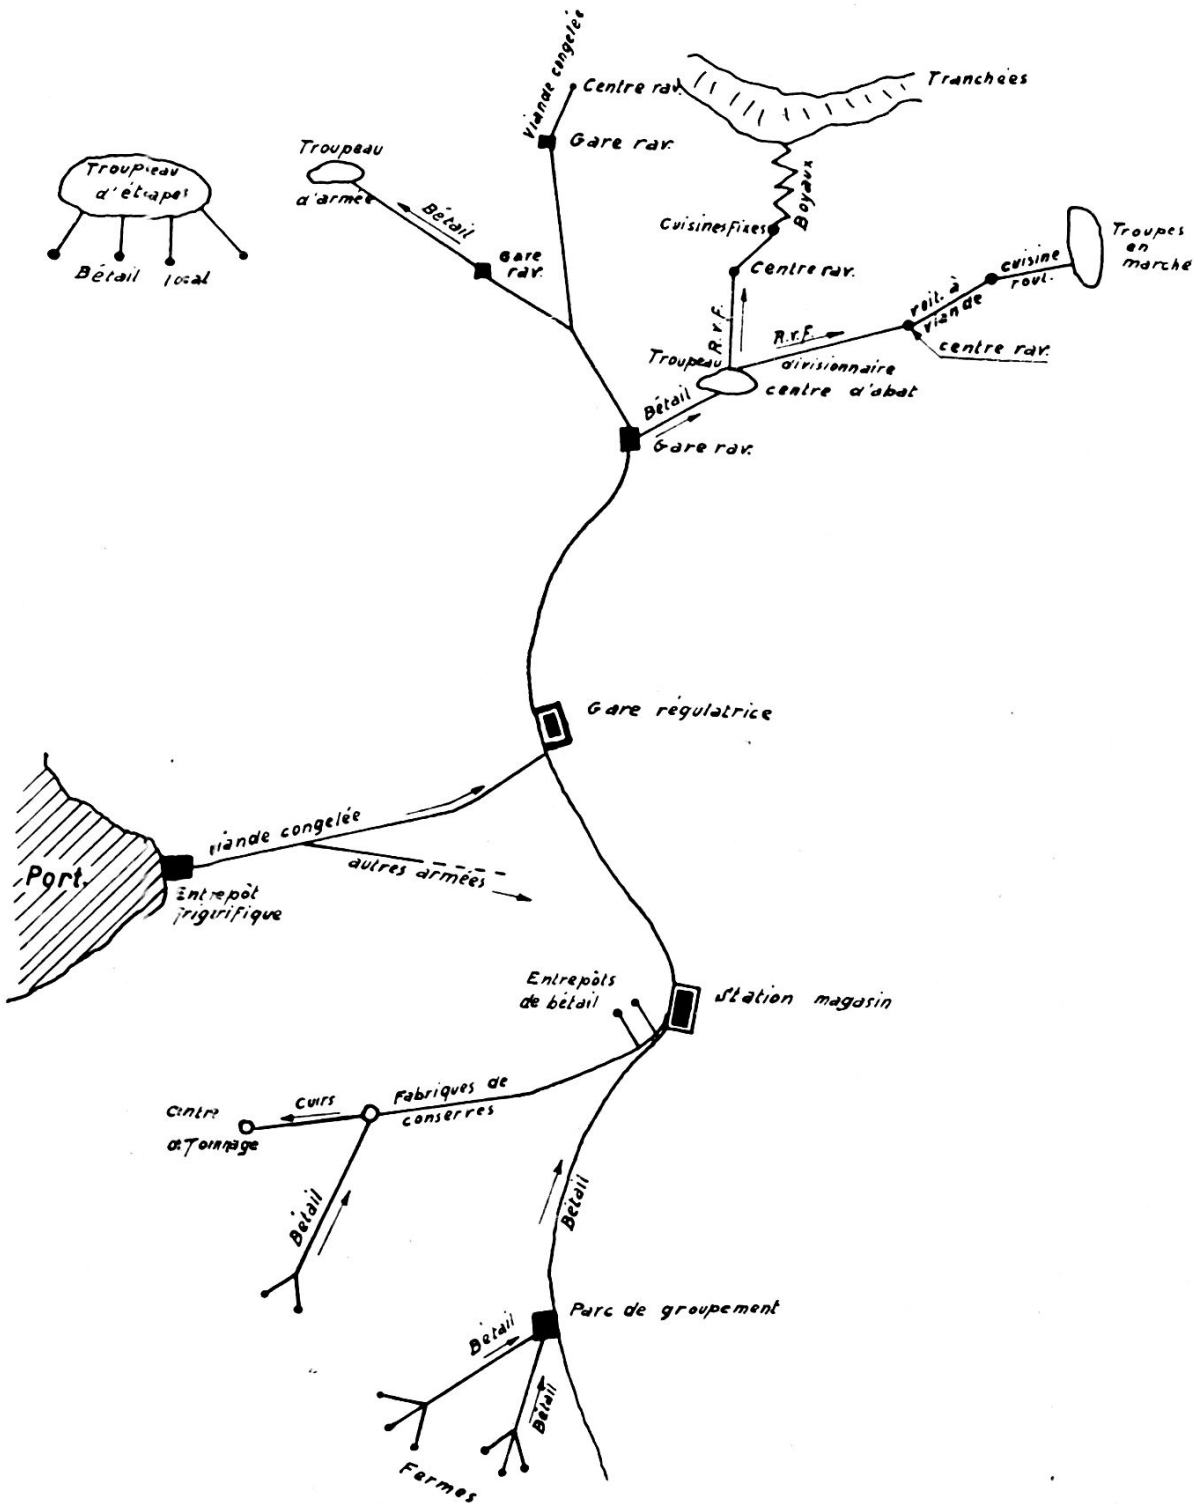 Viande congelée
Centre rav.
Gare rav.
Tranchées
Boyaux
Troupeau
d'armée
Bétail
Gare
rav.
Troupeau
d'étapes
Bétail local
Cuisines Fixes
Centre rav.
R.v.F.
Troupes
en
marche
cuisine
roul.
voit. à
viande
centre rav.
R.v.F.
Troupeau
divisionnaire
centre d'abat
Bétail
Gare rav.
Gare régulatrice
viande congelée
autres armées
Port.
Entrepôt
frigirifique
Entrepôts
de bétail
Station magasin
Fabriques de
conserres
Cuirs
Centre
Bétail
Bétail
Parc de groupement
Bétail
Bétail
Fermes